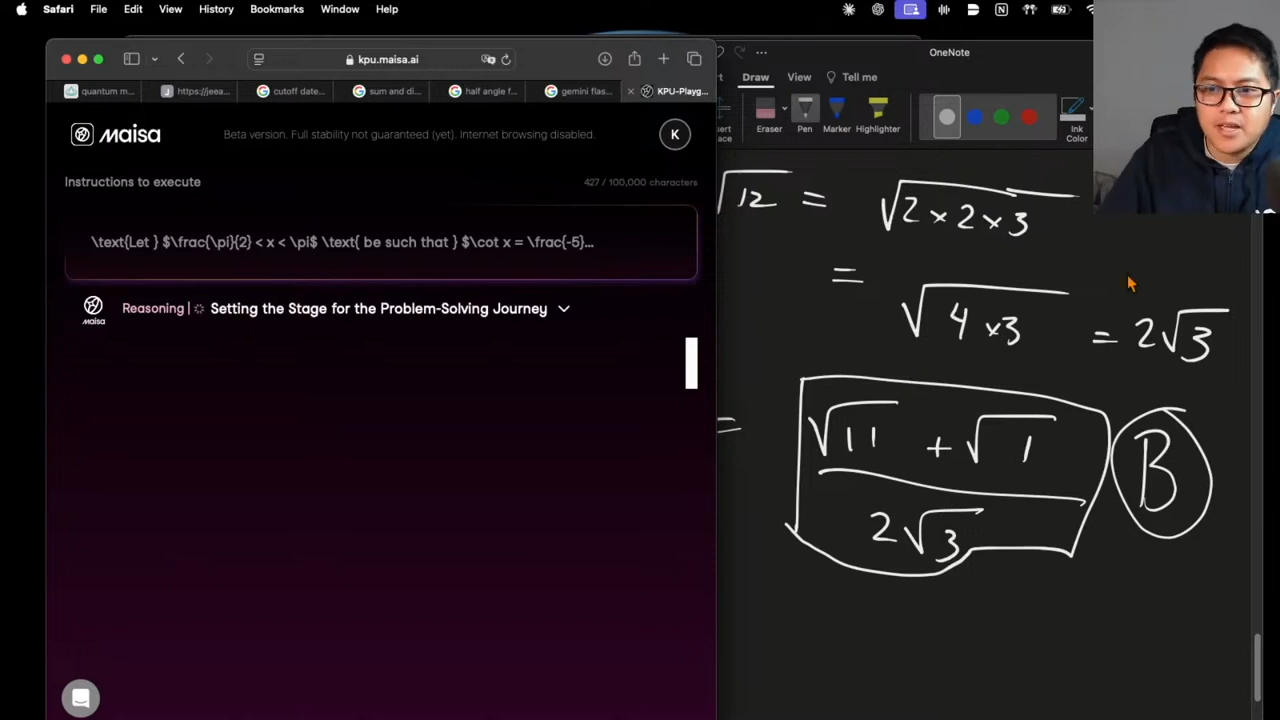 Safari File Edit View History Bookmarks Window Help
kpu.maisa.ai
quantum m...
https://jeea...
cutoff date...
sum and di...
half angle f...
gemini flas...
KPU-Playg...
maisa
Beta version. Full stability not guaranteed (yet). Internet browsing disabled.
K
Instructions to execute
427 / 100,000 characters
\text{Let } $\frac{\pi}{2} < x < \pi$ \text{ be such that } $\cot x = \frac{-5}...
maisa
Reasoning | Setting the Stage for the Problem-Solving Journey
OneNote
Draw View Tell me
Eraser
Pen
Marker
Highlighter
Ink
Color
√12 = √2 × 2 × 3
= √4 × 3 = 2√3
= √11 + √1
2√3
B